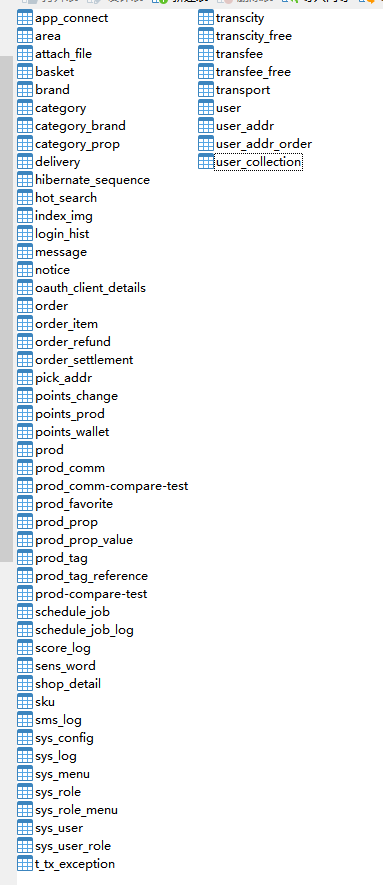 app_connect
area
attach_file
basket
brand
category
category_brand
category_prop
delivery
hibernate_sequence
hot_search
index_img
login_hist
message
notice
oauth_client_details
order
order_item
order_refund
order_settlement
pick_addr
points_change
points_prod
points_wallet
prod
prod_comm
prod_comm-compare-test
prod_favorite
prod_prop
prod_prop_value
prod_tag
prod_tag_reference
prod-compare-test
schedule_job
schedule_job_log
score_log
sens_word
shop_detail
sku
sms_log
sys_config
sys_log
sys_menu
sys_role
sys_role_menu
sys_user
sys_user_role
t_tx_exception
transcity
transcity_free
transfee
transfee_free
transport
user
user_addr
user_addr_order
user_collection